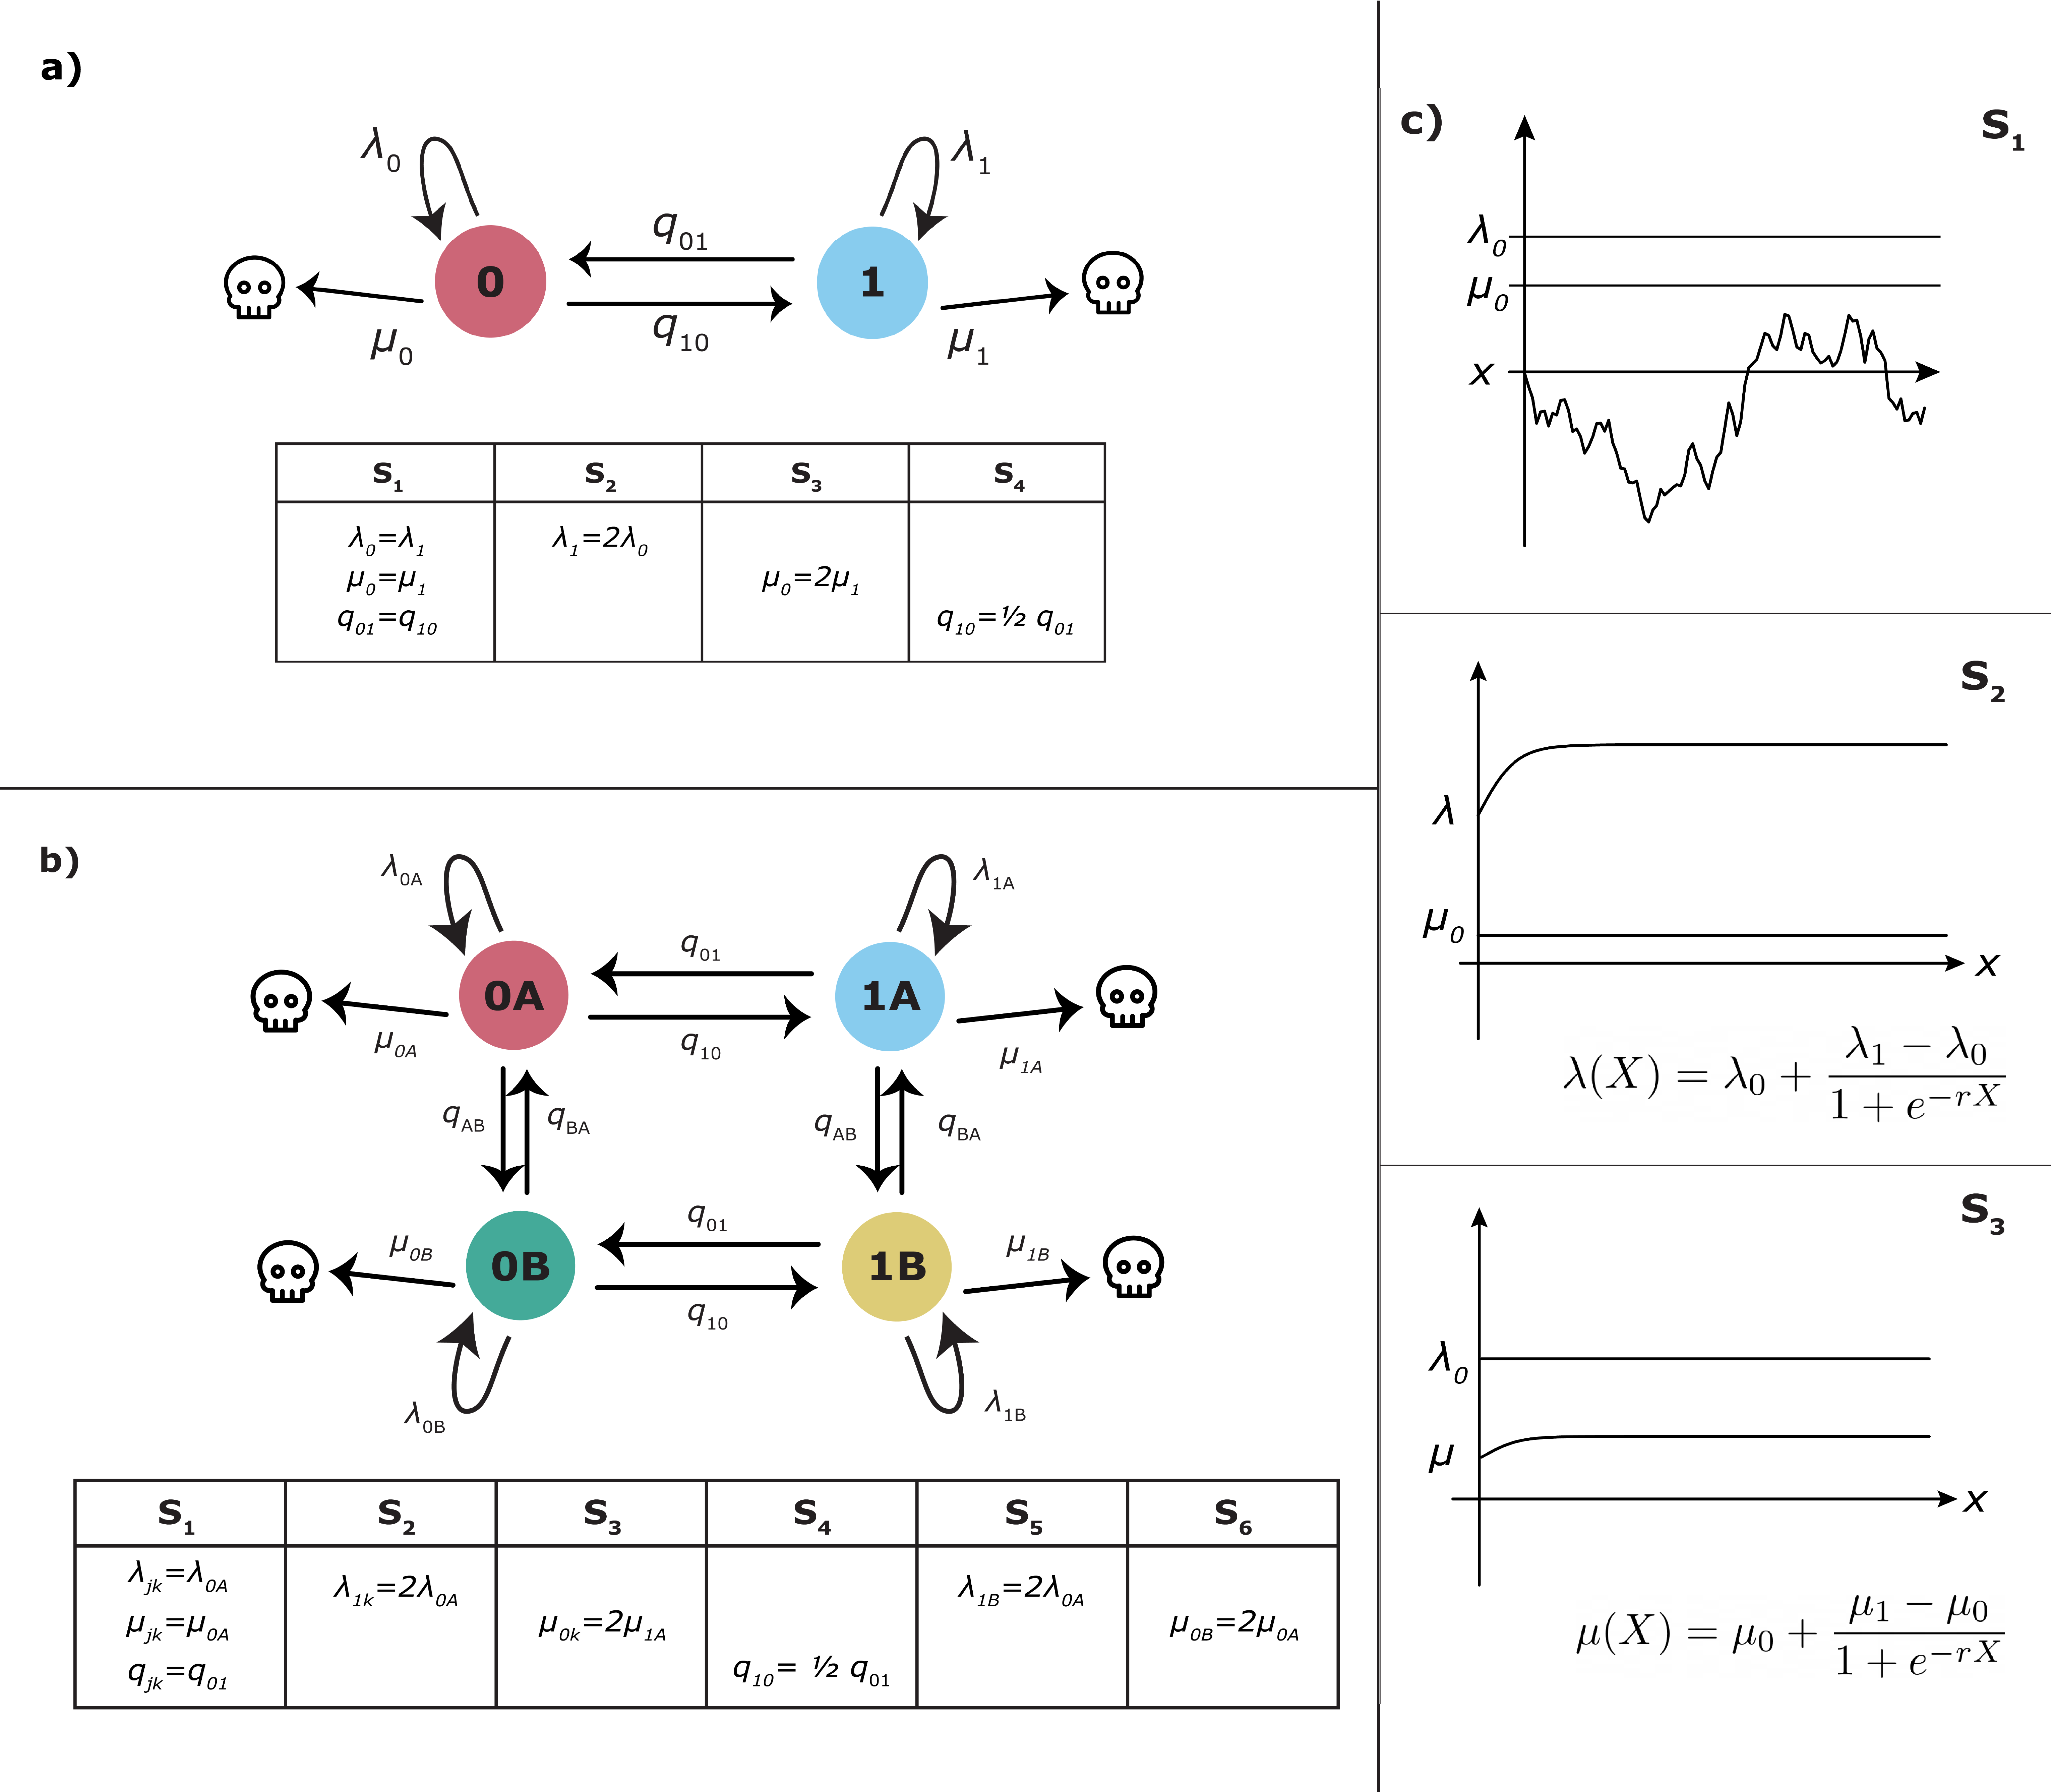 a)
λ0
λ1
q01
0
1
q10
μ0
μ1
S1 S2 S3 S4
λ0=λ1 λ1=2λ0
μ0=μ1 μ0=2μ1
q01=q10 q10=½ q01
b)
λ0A
λ1A
q01
0A
1A
q10
μ0A
μ1A
qAB
qBA
qAB
qBA
q01
μ0B
μ1B
0B
1B
q10
λ0B
λ1B
S1 S2 S3 S4 S5 S6
λjk=λ0A λ1k=2λ0A λ1B=2λ0A
μjk=μ0A μ0k=2μ1A μ0B=2μ0A
qjk=q01 q10= ½ q01
c)
S1
λ0
μ0
x
S2
λ
μ0
x
λ(X) = λ0 + (λ1 − λ0)/(1 + e^−rX)
S3
λ0
μ
x
μ(X) = μ0 + (μ1 − μ0)/(1 + e^−rX)